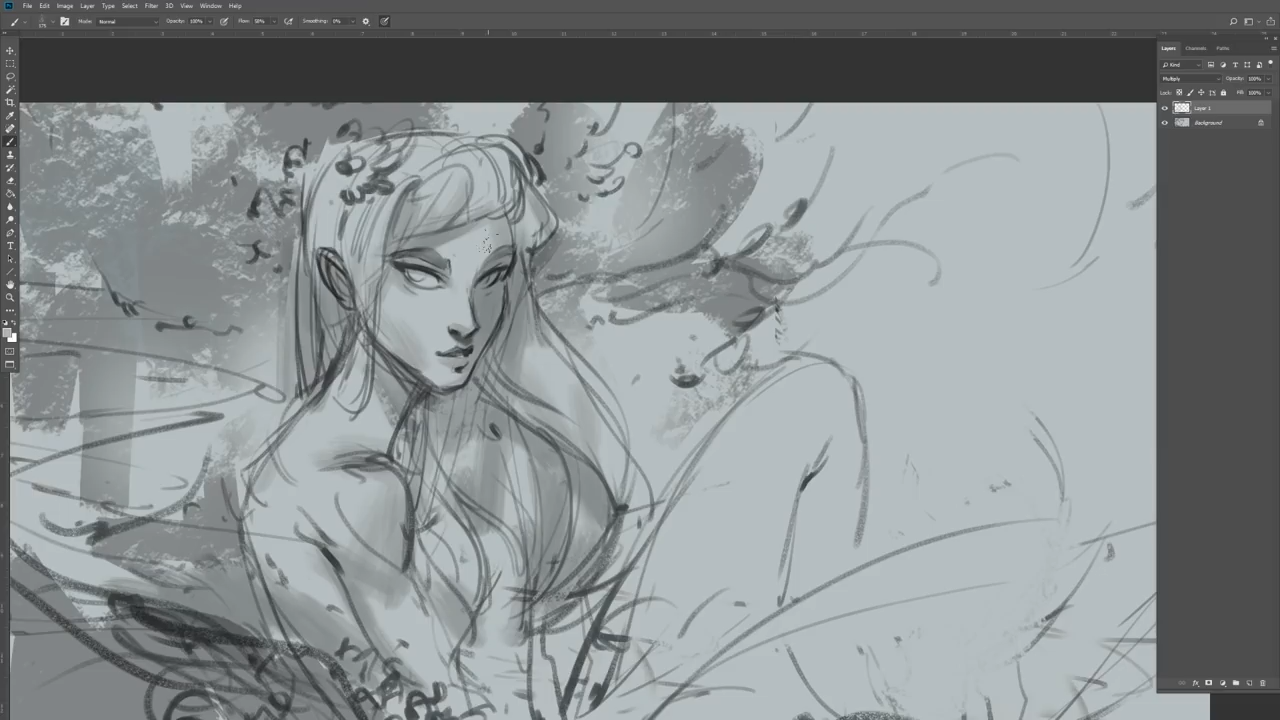 File Edit Image Layer Type Select Filter 3D View Window Help
Mode: Normal Opacity: 100% Flow: 50% Smoothing: 0%
Layers Channels Paths
Kind
Multiply Opacity: 100%
Lock: Fill: 100%
Layer 1
Background